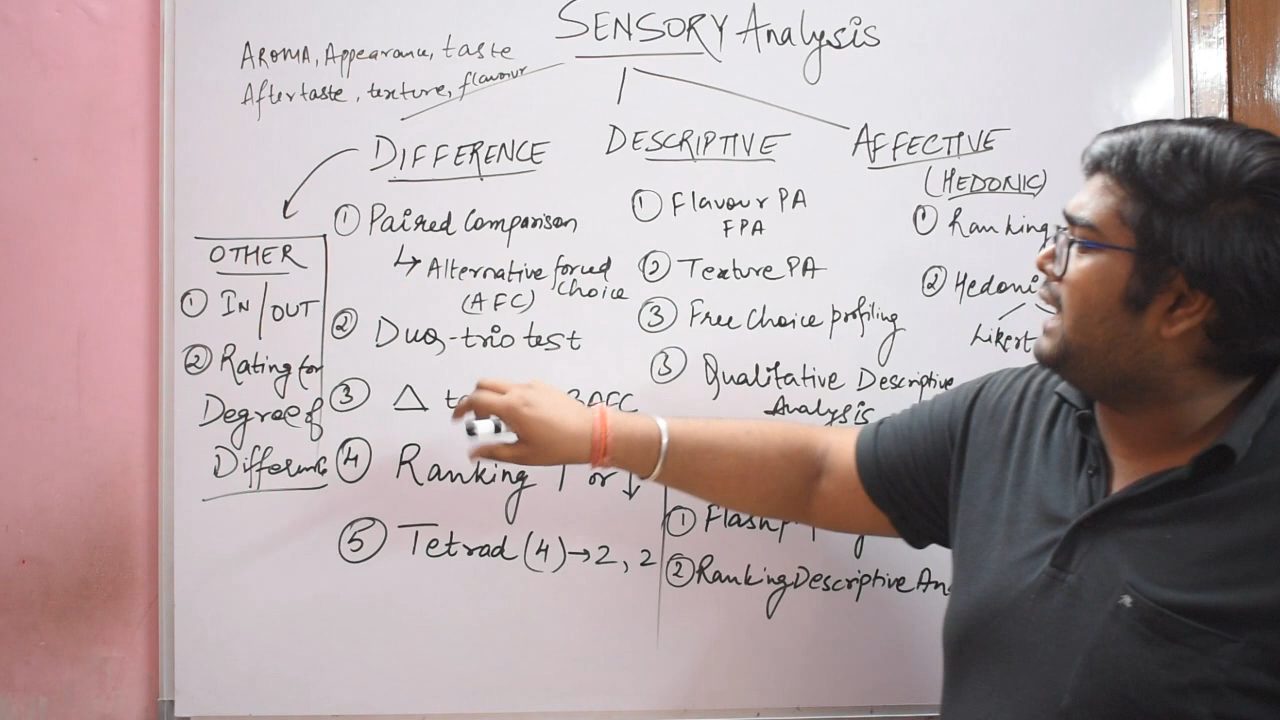 SENSORY Analysis
AROMA, Appearance, taste
Aftertaste, texture, flavour
DIFFERENCE
① Paired Comparison
↳ Alternative forced
choice
(AFC)
② Duo-trio test
③ △ 3AFC
④ Ranking ↑ or ↓
⑤ Tetrad (4) → 2, 2
OTHER
① IN/OUT
② Rating for
Degree of
Difference
DESCRIPTIVE
① Flavour PA
FPA
② Texture PA
③ Free Choice profiling
③ Qualitative Descriptive
Analysis
① Flash
② Ranking Descriptive An
AFFECTIVE
(HEDONIC)
① Ranking
② Hedoni
Likert